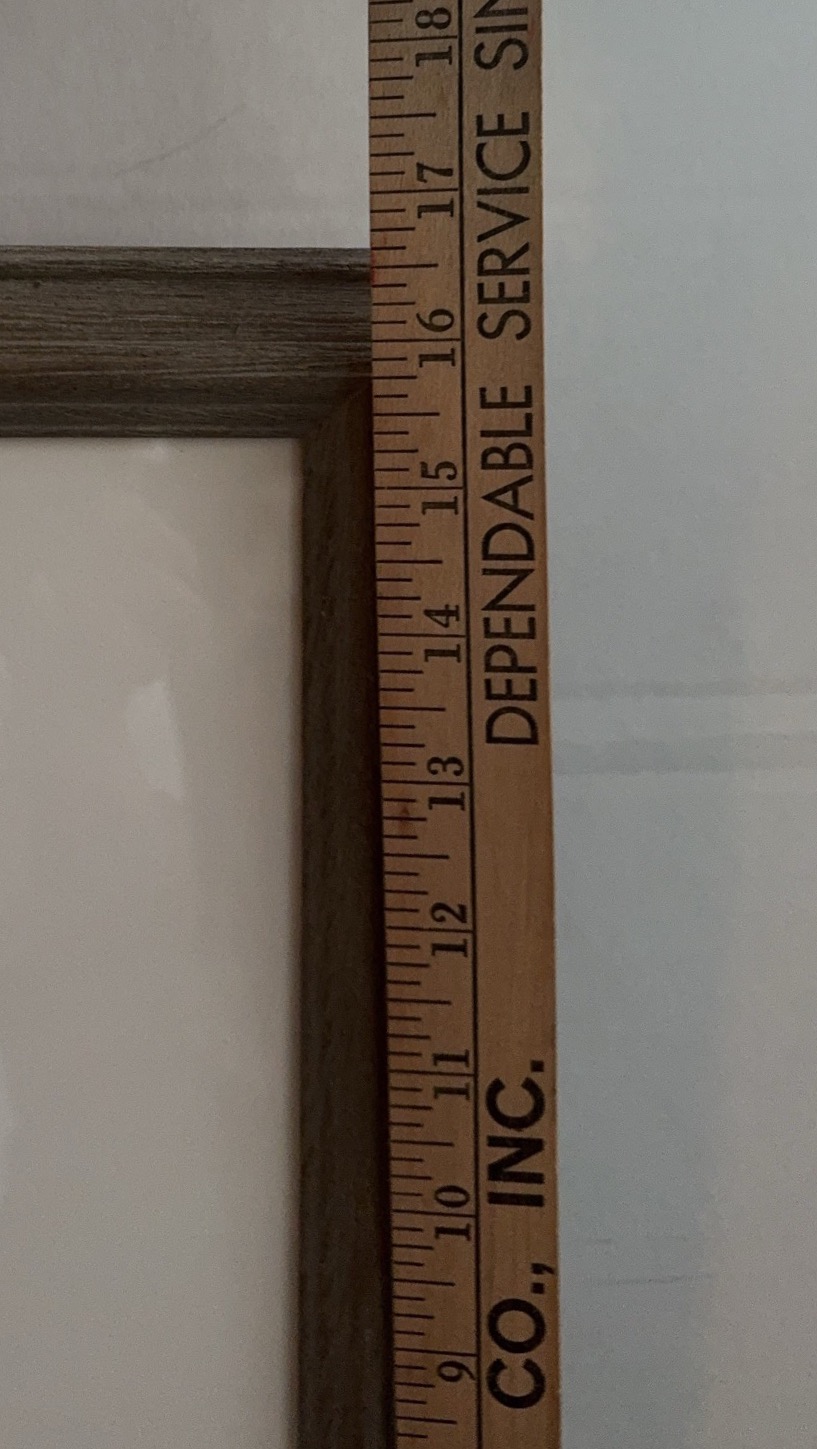 CO., INC. DEPENDABLE SERVICE
9 10 11 12 13 14 15 16 17 18